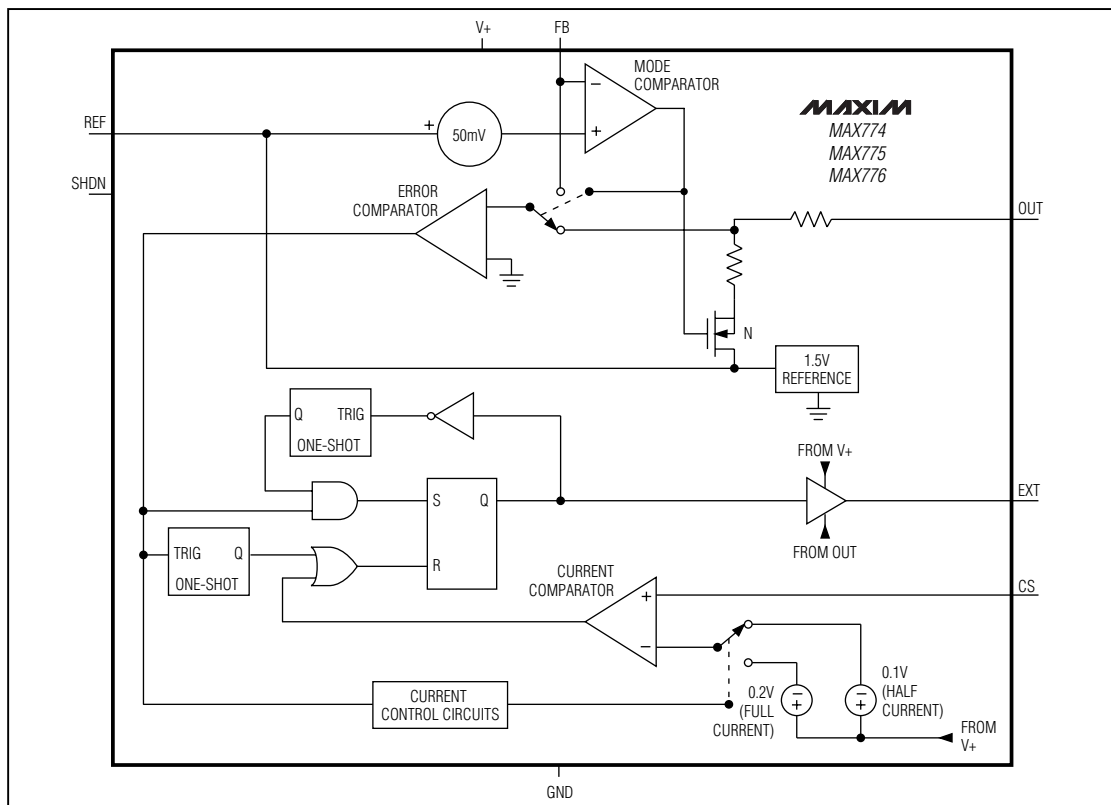 V+
FB
MODE
COMPARATOR
MAXIM
MAX774
MAX775
MAX776
REF
+
50mV
−
+
SHDN
ERROR
COMPARATOR
OUT
N
1.5V
REFERENCE
Q TRIG
ONE-SHOT
FROM V+
S Q
R
EXT
FROM OUT
TRIG Q
ONE-SHOT
CURRENT
COMPARATOR
+
−
CS
0.2V
(FULL
CURRENT)
−
+
−
+
0.1V
(HALF
CURRENT)
CURRENT
CONTROL CIRCUITS
FROM
V+
GND